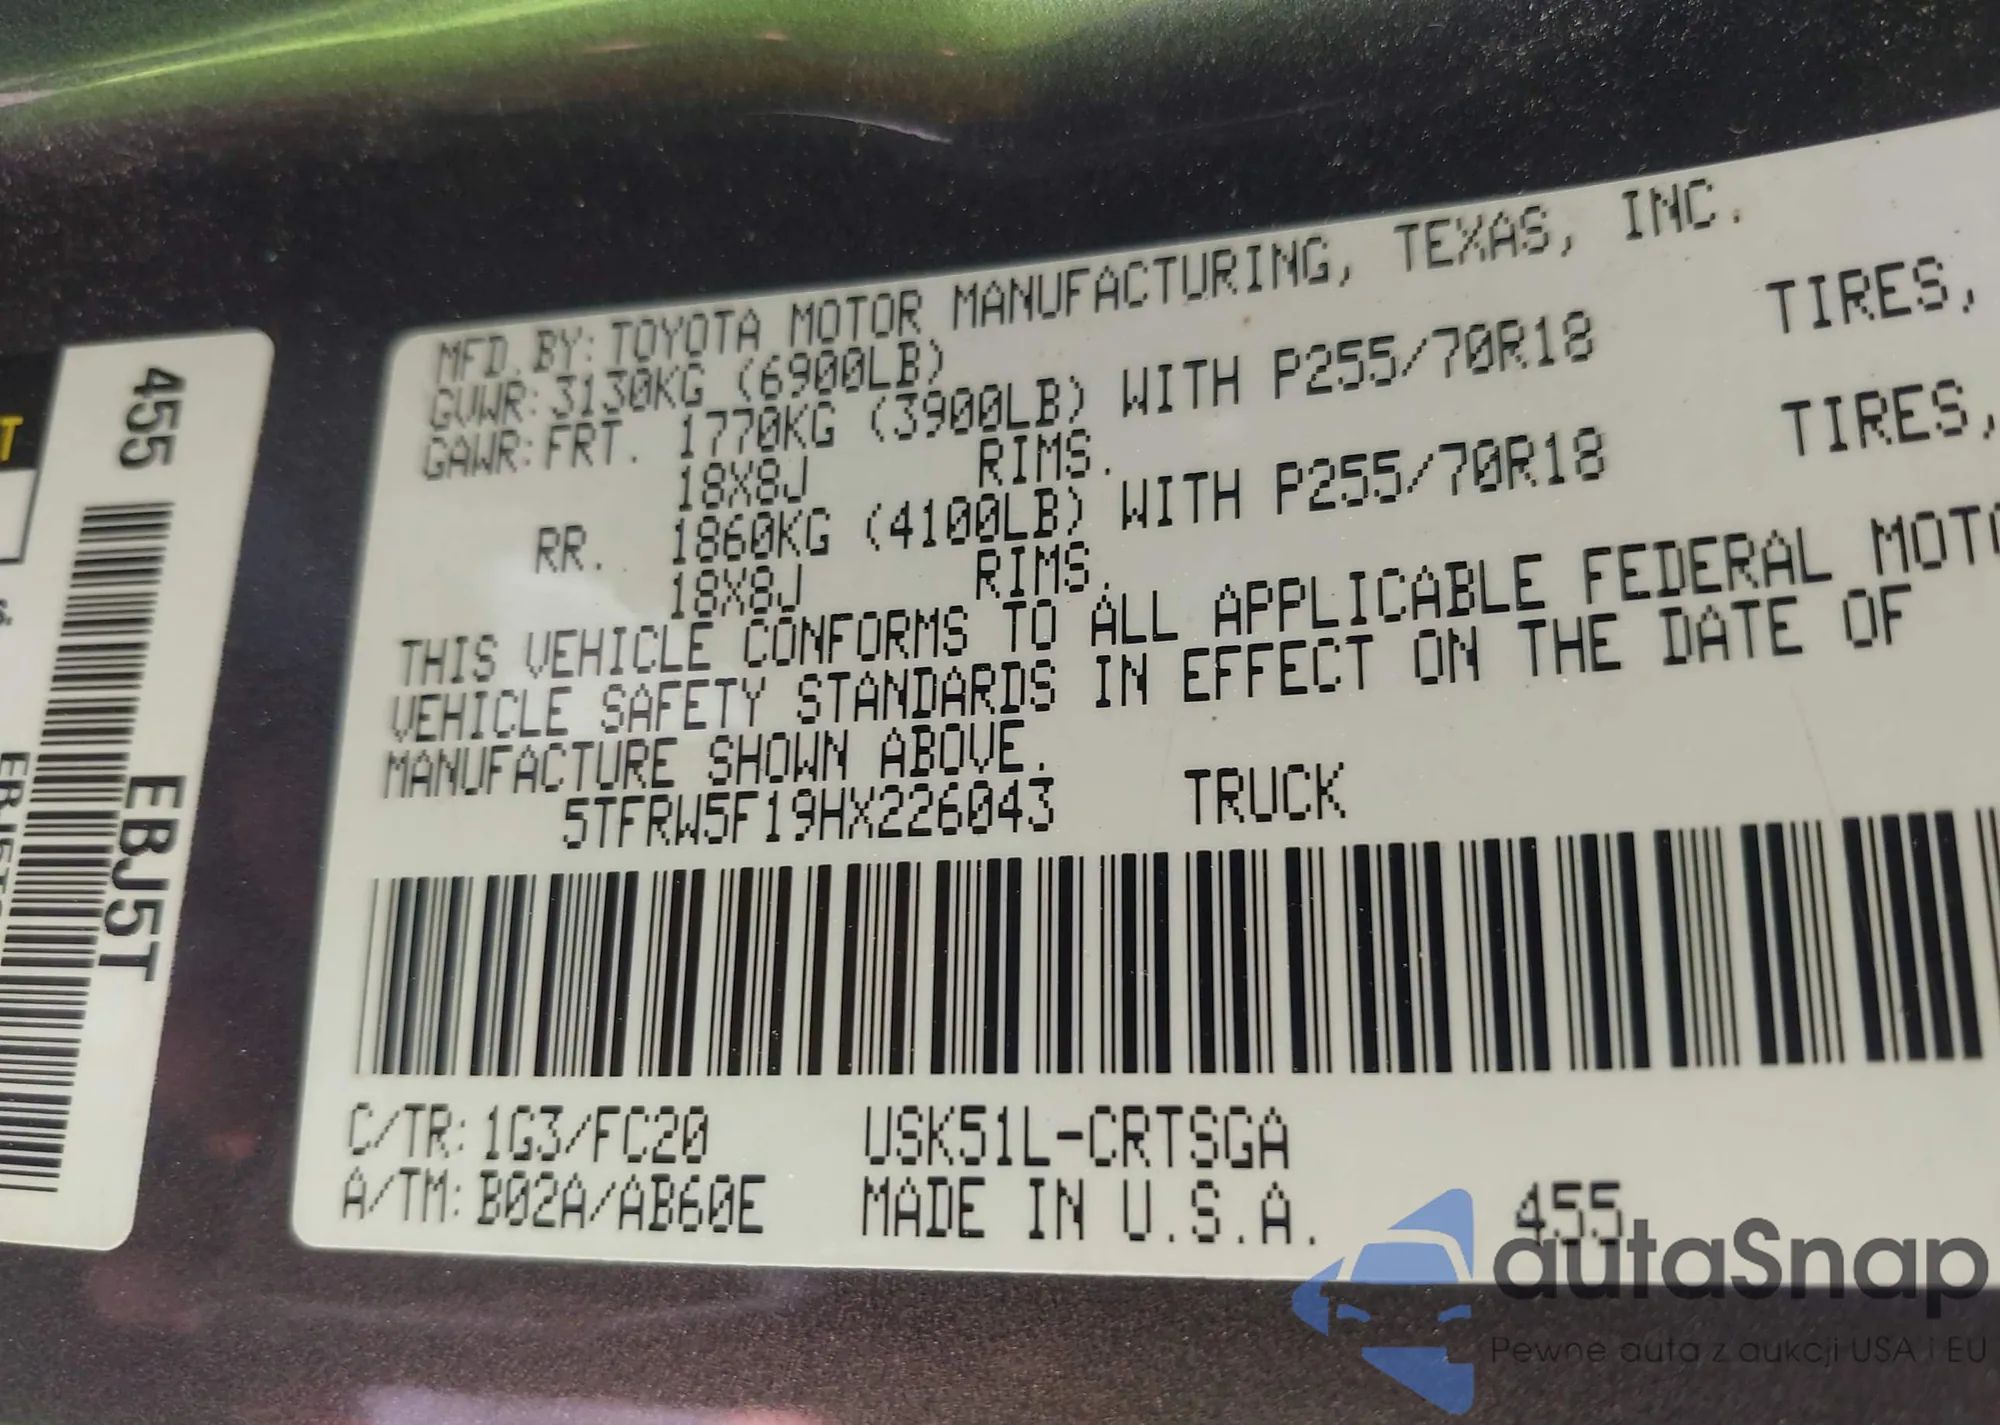 MFD.BY:TOYOTA MOTOR MANUFACTURING, TEXAS, INC.
GVWR:3130KG (6900LB)
GAWR:FRT. 1770KG (3900LB) WITH P255/70R18 TIRES,
18X8J RIMS.
RR. 1860KG (4100LB) WITH P255/70R18 TIRES,
18X8J RIMS.
THIS VEHICLE CONFORMS TO ALL APPLICABLE FEDERAL MOTO
VEHICLE SAFETY STANDARDS IN EFFECT ON THE DATE OF
MANUFACTURE SHOWN ABOVE.
5TFRW5F19HX226043 TRUCK
C/TR:1G3/FC20 USK51L-CRTSGA
A/TM:B02A/AB60E MADE IN U.S.A. 455
455
EBJ5T
T
autaSnap
Pewne auta z aukcji USA i EU